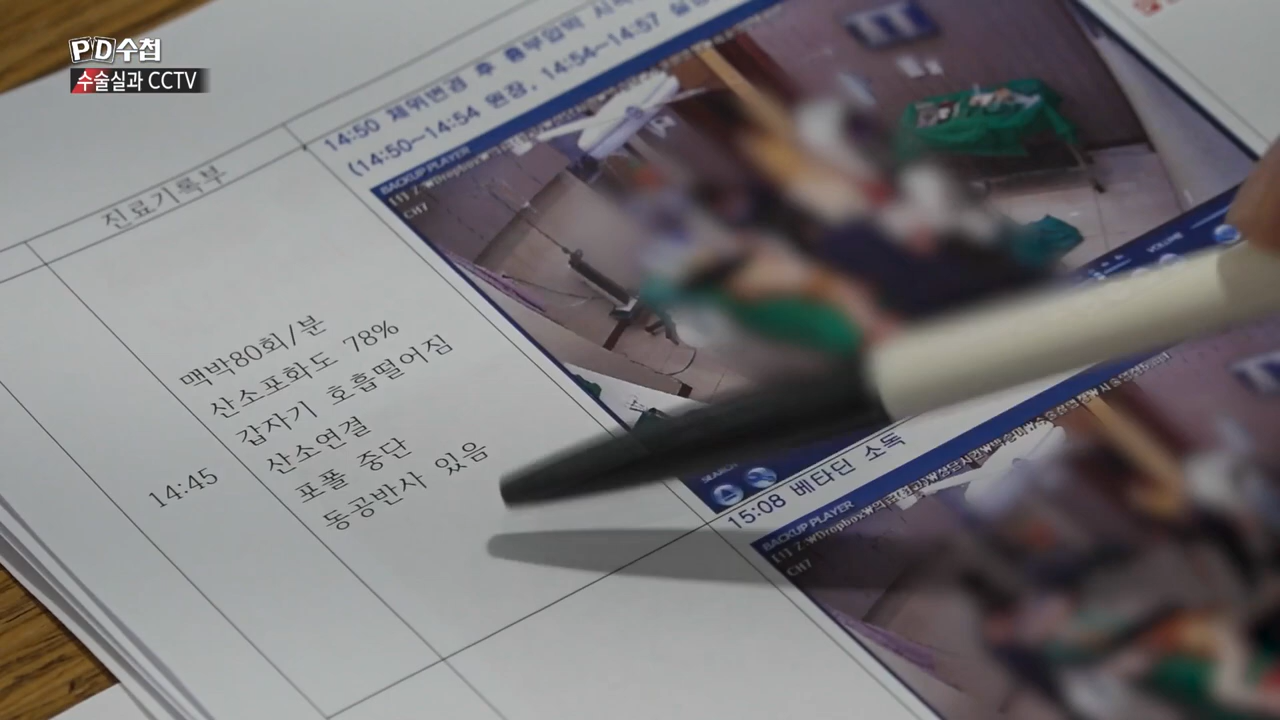 PD수첩
수술실과 CCTV
진료기록부
14:45
맥박80회/분
산소포화도 78%
갑자기 호흡떨어짐
산소연결
포폴 중단
동공반사 있음
14:50 체위변경 후 흉부압박 시작
(14:50~14:54 원장, 14:54~14:57
BACKUP PLAYER
CH7
VOLUME
SEARCH
15:08 베타딘 소독
BACKUP PLAYER
CH7